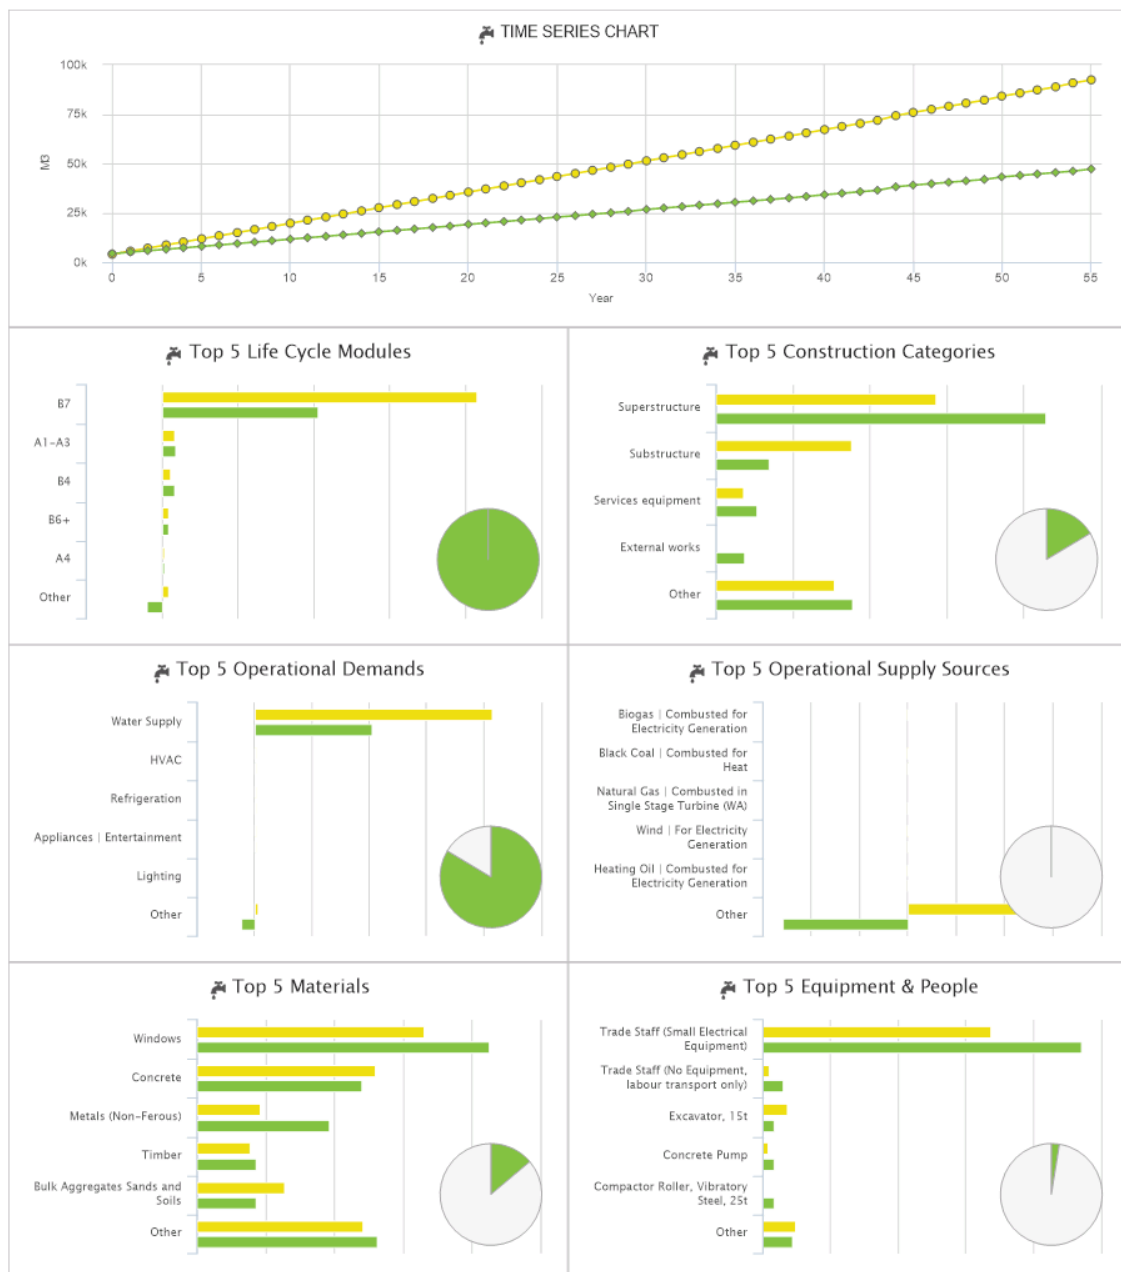 TIME SERIES CHART
100k
75k
50k
25k
0k
M3
0 5 10 15 20 25 30 35 40 45 50 55
Year
Top 5 Life Cycle Modules
B7
A1-A3
B4
B6+
A4
Other
Top 5 Construction Categories
Superstructure
Substructure
Services equipment
External works
Other
Top 5 Operational Demands
Water Supply
HVAC
Refrigeration
Appliances | Entertainment
Lighting
Other
Top 5 Operational Supply Sources
Biogas | Combusted for
Electricity Generation
Black Coal | Combusted for
Heat
Natural Gas | Combusted in
Single Stage Turbine (WA)
Wind | For Electricity
Generation
Heating Oil | Combusted for
Electricity Generation
Other
Top 5 Materials
Windows
Concrete
Metals (Non-Ferous)
Timber
Bulk Aggregates Sands and
Soils
Other
Top 5 Equipment & People
Trade Staff (Small Electrical
Equipment)
Trade Staff (No Equipment,
labour transport only)
Excavator, 15t
Concrete Pump
Compactor Roller, Vibratory
Steel, 25t
Other